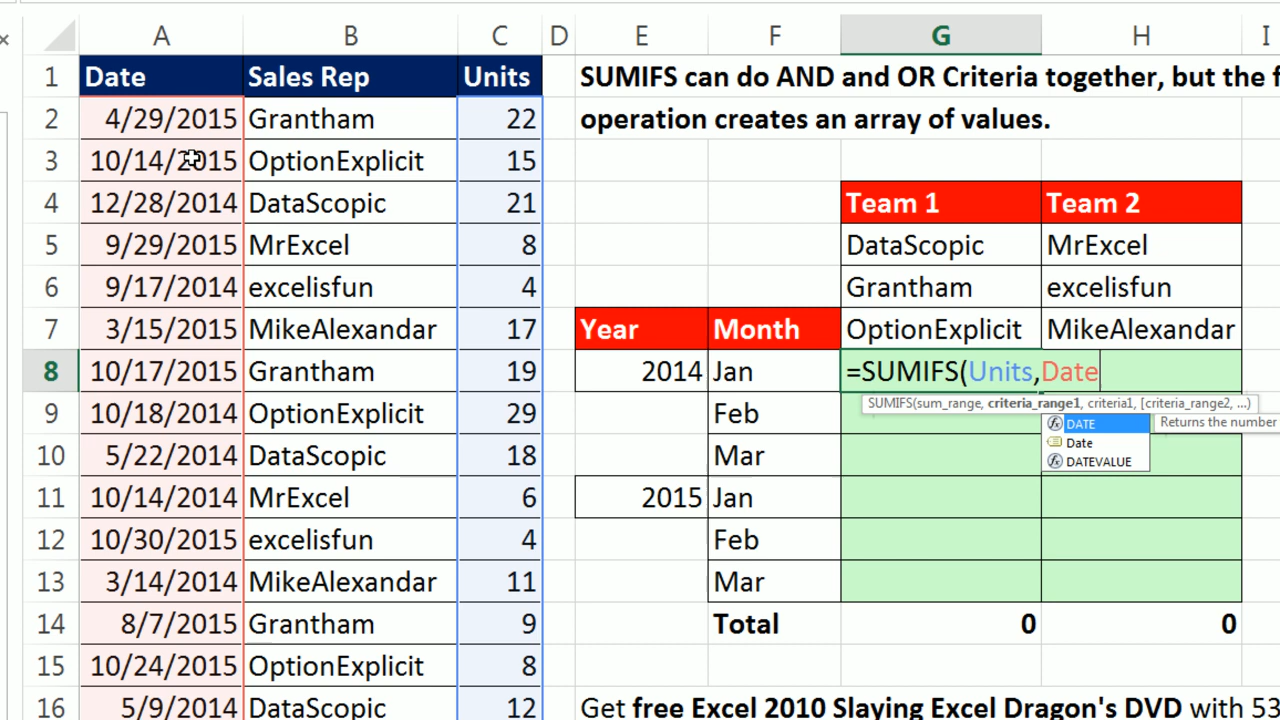 A B C D E F G H I
1 Date Sales Rep Units SUMIFS can do AND and OR Criteria together, but the f
2 4/29/2015 Grantham 22 operation creates an array of values.
3 10/14/2015 OptionExplicit 15
4 12/28/2014 DataScopic 21 Team 1 Team 2
5 9/29/2015 MrExcel 8 DataScopic MrExcel
6 9/17/2014 excelisfun 4 Grantham excelisfun
7 3/15/2015 MikeAlexandar 17 Year Month OptionExplicit MikeAlexandar
8 10/17/2015 Grantham 19 2014 Jan =SUMIFS(Units,Date
SUMIFS(sum_range, criteria_range1, criteria1, [criteria_range2, ...)
9 10/18/2014 OptionExplicit 29 Feb
DATE Returns the number
Date
DATEVALUE
10 5/22/2014 DataScopic 18 Mar
11 10/14/2014 MrExcel 6 2015 Jan
12 10/30/2015 excelisfun 4 Feb
13 3/14/2014 MikeAlexandar 11 Mar
14 8/7/2015 Grantham 9 Total 0 0
15 10/24/2015 OptionExplicit 8
16 5/9/2014 DataScopic 12 Get free Excel 2010 Slaying Excel Dragon's DVD with 53